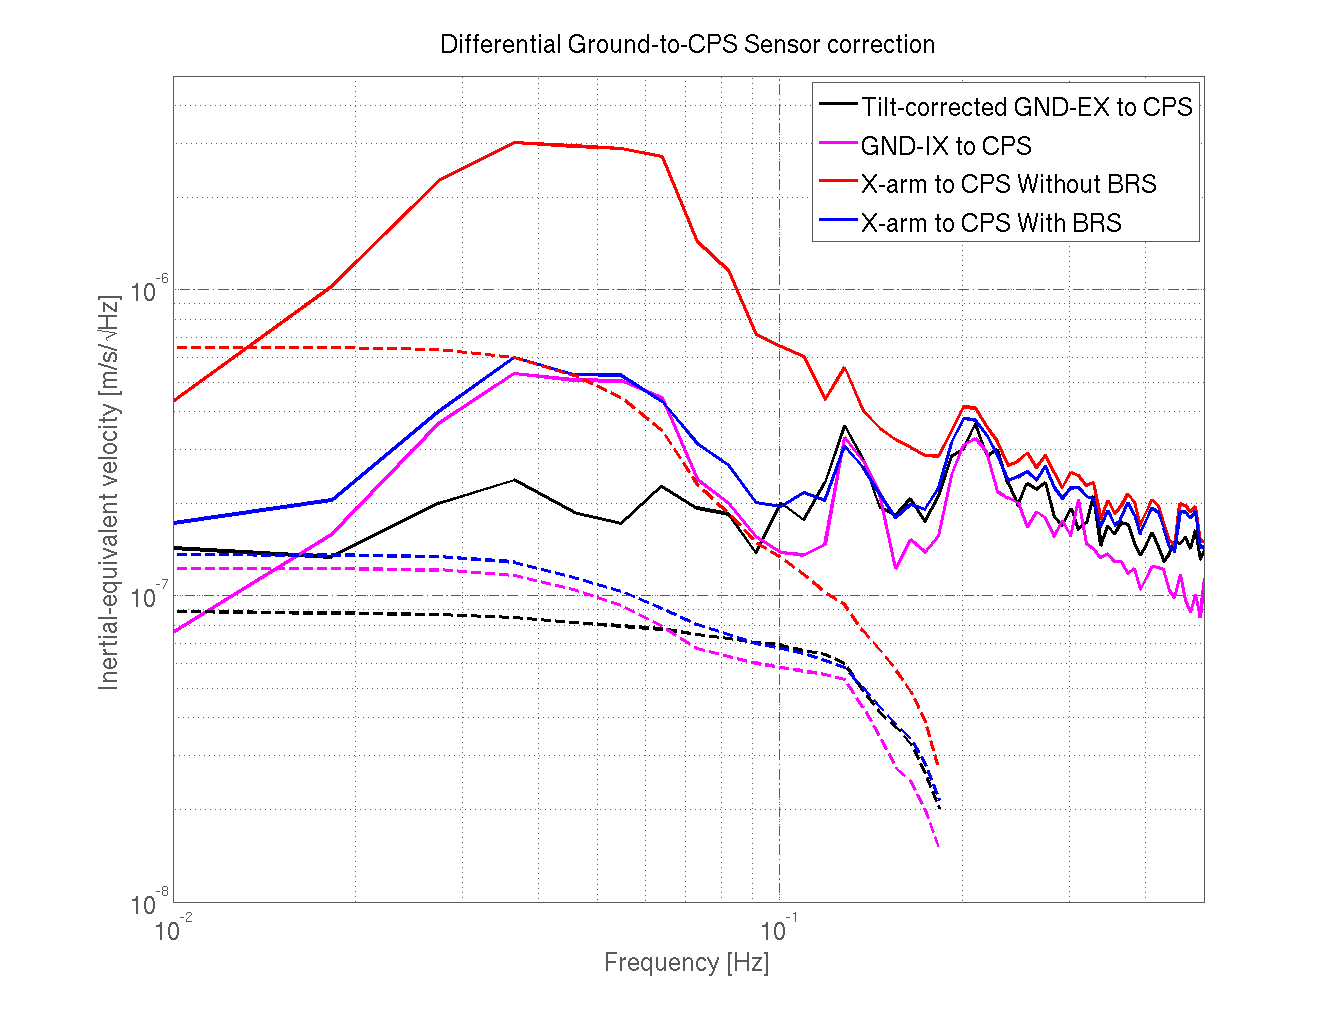 Differential Ground-to-CPS Sensor correction
Tilt-corrected GND-EX to CPS
GND-IX to CPS
X-arm to CPS Without BRS
X-arm to CPS With BRS
Inertial-equivalent velocity [m/s/√Hz]
10⁻⁶
10⁻⁷
10⁻⁸
10⁻² 10⁻¹
Frequency [Hz]